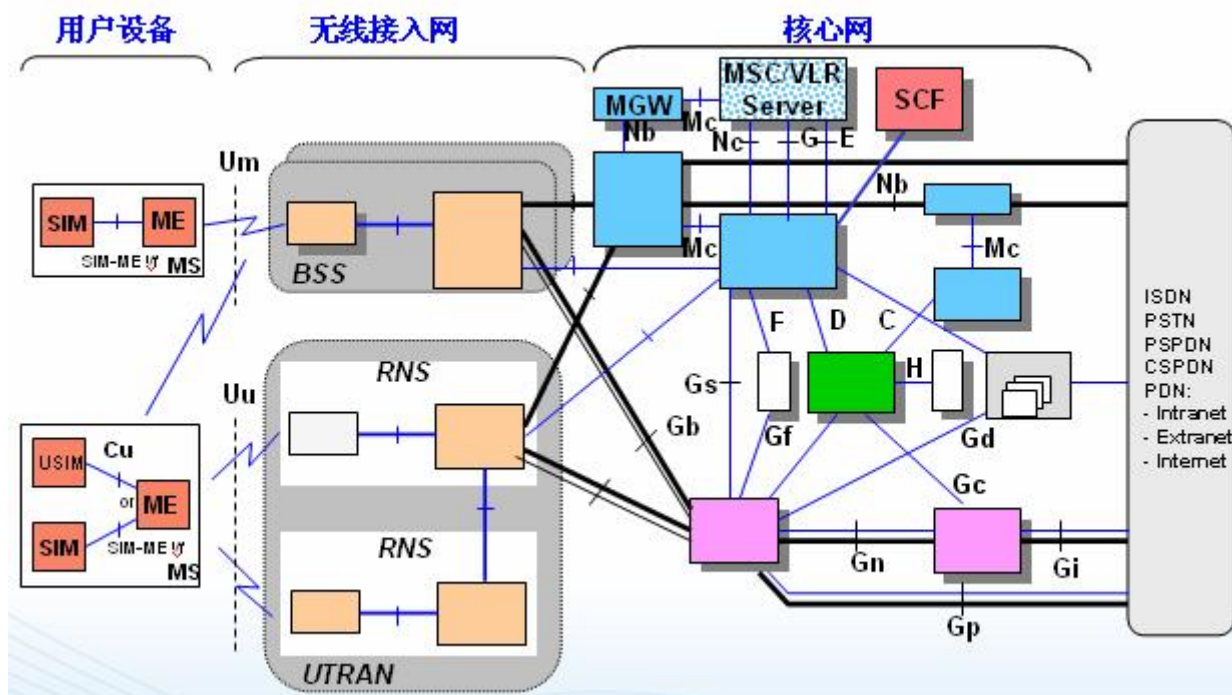 用户设备
无线接入网
核心网
MGW
Mc
MSC/VLR
Server
SCF
Nb
Nc
G
E
Um
SIM
ME
SIM-ME i/f
MS
BSS
Nb
Mc
Mc
F
D
C
ISDN
PSTN
PSPDN
CSPDN
PDN:
- Intranet
- Extranet
- Internet
Uu
RNS
Gs
H
Gb
Gf
Gd
Cu
USIM
or
ME
SIM
SIM-ME i/f
MS
Gc
RNS
Gn
Gi
Gp
UTRAN